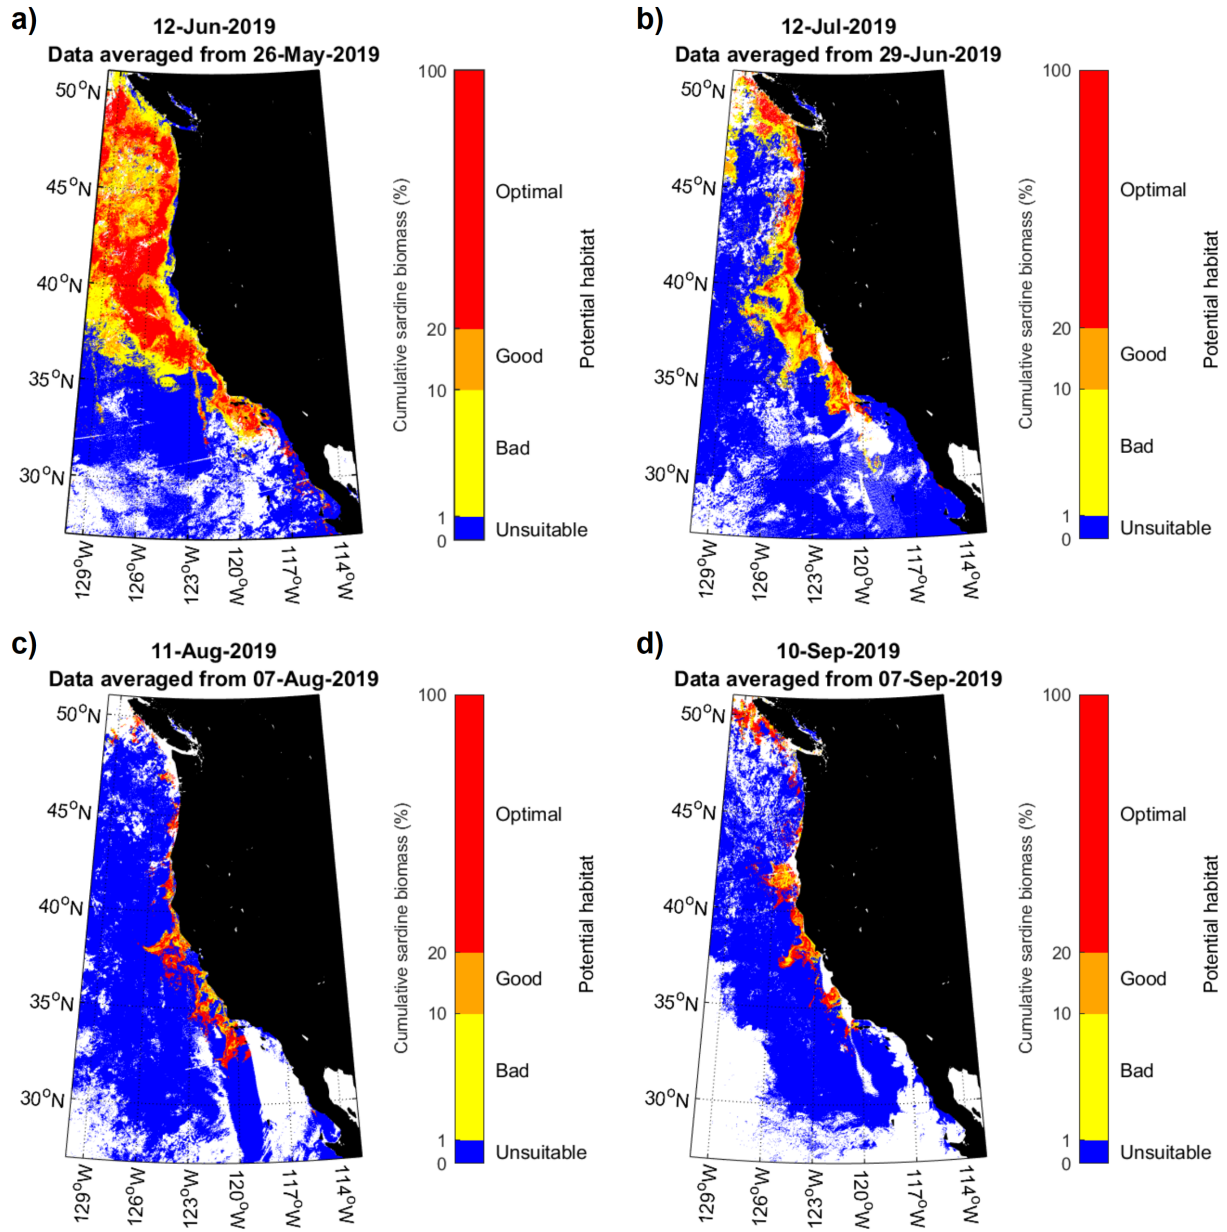 a)
12-Jun-2019
Data averaged from 26-May-2019
50°N
45°N
40°N
35°N
30°N
129°W
126°W
123°W
120°W
117°W
114°W
100
20
10
1
0
Cumulative sardine biomass (%)
Optimal
Good
Bad
Unsuitable
Potential habitat
b)
12-Jul-2019
Data averaged from 29-Jun-2019
50°N
45°N
40°N
35°N
30°N
129°W
126°W
123°W
120°W
117°W
114°W
100
20
10
1
0
Cumulative sardine biomass (%)
Optimal
Good
Bad
Unsuitable
Potential habitat
c)
11-Aug-2019
Data averaged from 07-Aug-2019
50°N
45°N
40°N
35°N
30°N
129°W
126°W
123°W
120°W
117°W
114°W
100
20
10
1
0
Cumulative sardine biomass (%)
Optimal
Good
Bad
Unsuitable
Potential habitat
d)
10-Sep-2019
Data averaged from 07-Sep-2019
50°N
45°N
40°N
35°N
30°N
129°W
126°W
123°W
120°W
117°W
114°W
100
20
10
1
0
Cumulative sardine biomass (%)
Optimal
Good
Bad
Unsuitable
Potential habitat